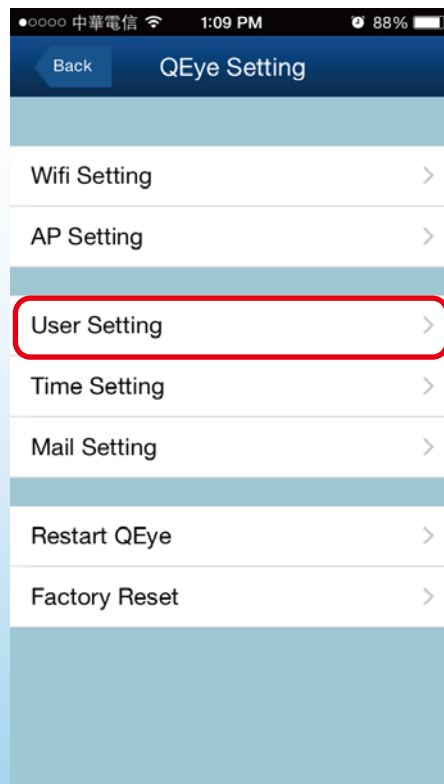 中華電信 1:09 PM 88%
Back QEye Setting
Wifi Setting
AP Setting
User Setting
Time Setting
Mail Setting
Restart QEye
Factory Reset